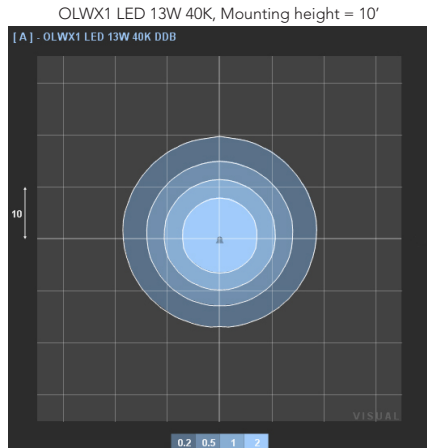 OLWX1 LED 13W 40K, Mounting height = 10′
[ A ] - OLWX1 LED 13W 40K DDB
10
A
VISUAL
0.2 0.5 1 2